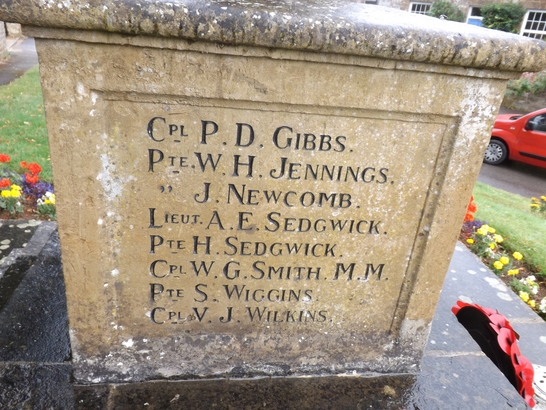 Cpl P. D. Gibbs.
Pte. W. H. Jennings.
" J. Newcomb.
Lieut. A. E. Sedgwick.
Pte H. Sedgwick.
Cpl W. G. Smith. M.M.
Pte S. Wiggins.
Cpl V. J. Wilkins.